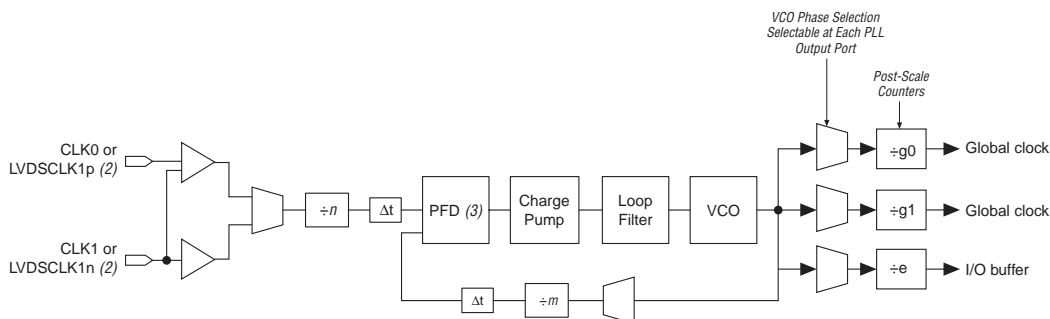 VCO Phase Selection
Selectable at Each PLL
Output Port
Post-Scale
Counters
CLK0 or
LVDSCLK1p (2)
÷g0
Global clock
÷n
Δt
PFD (3)
Charge
Pump
Loop
Filter
VCO
÷g1
Global clock
CLK1 or
LVDSCLK1n (2)
÷e
I/O buffer
Δt
÷m